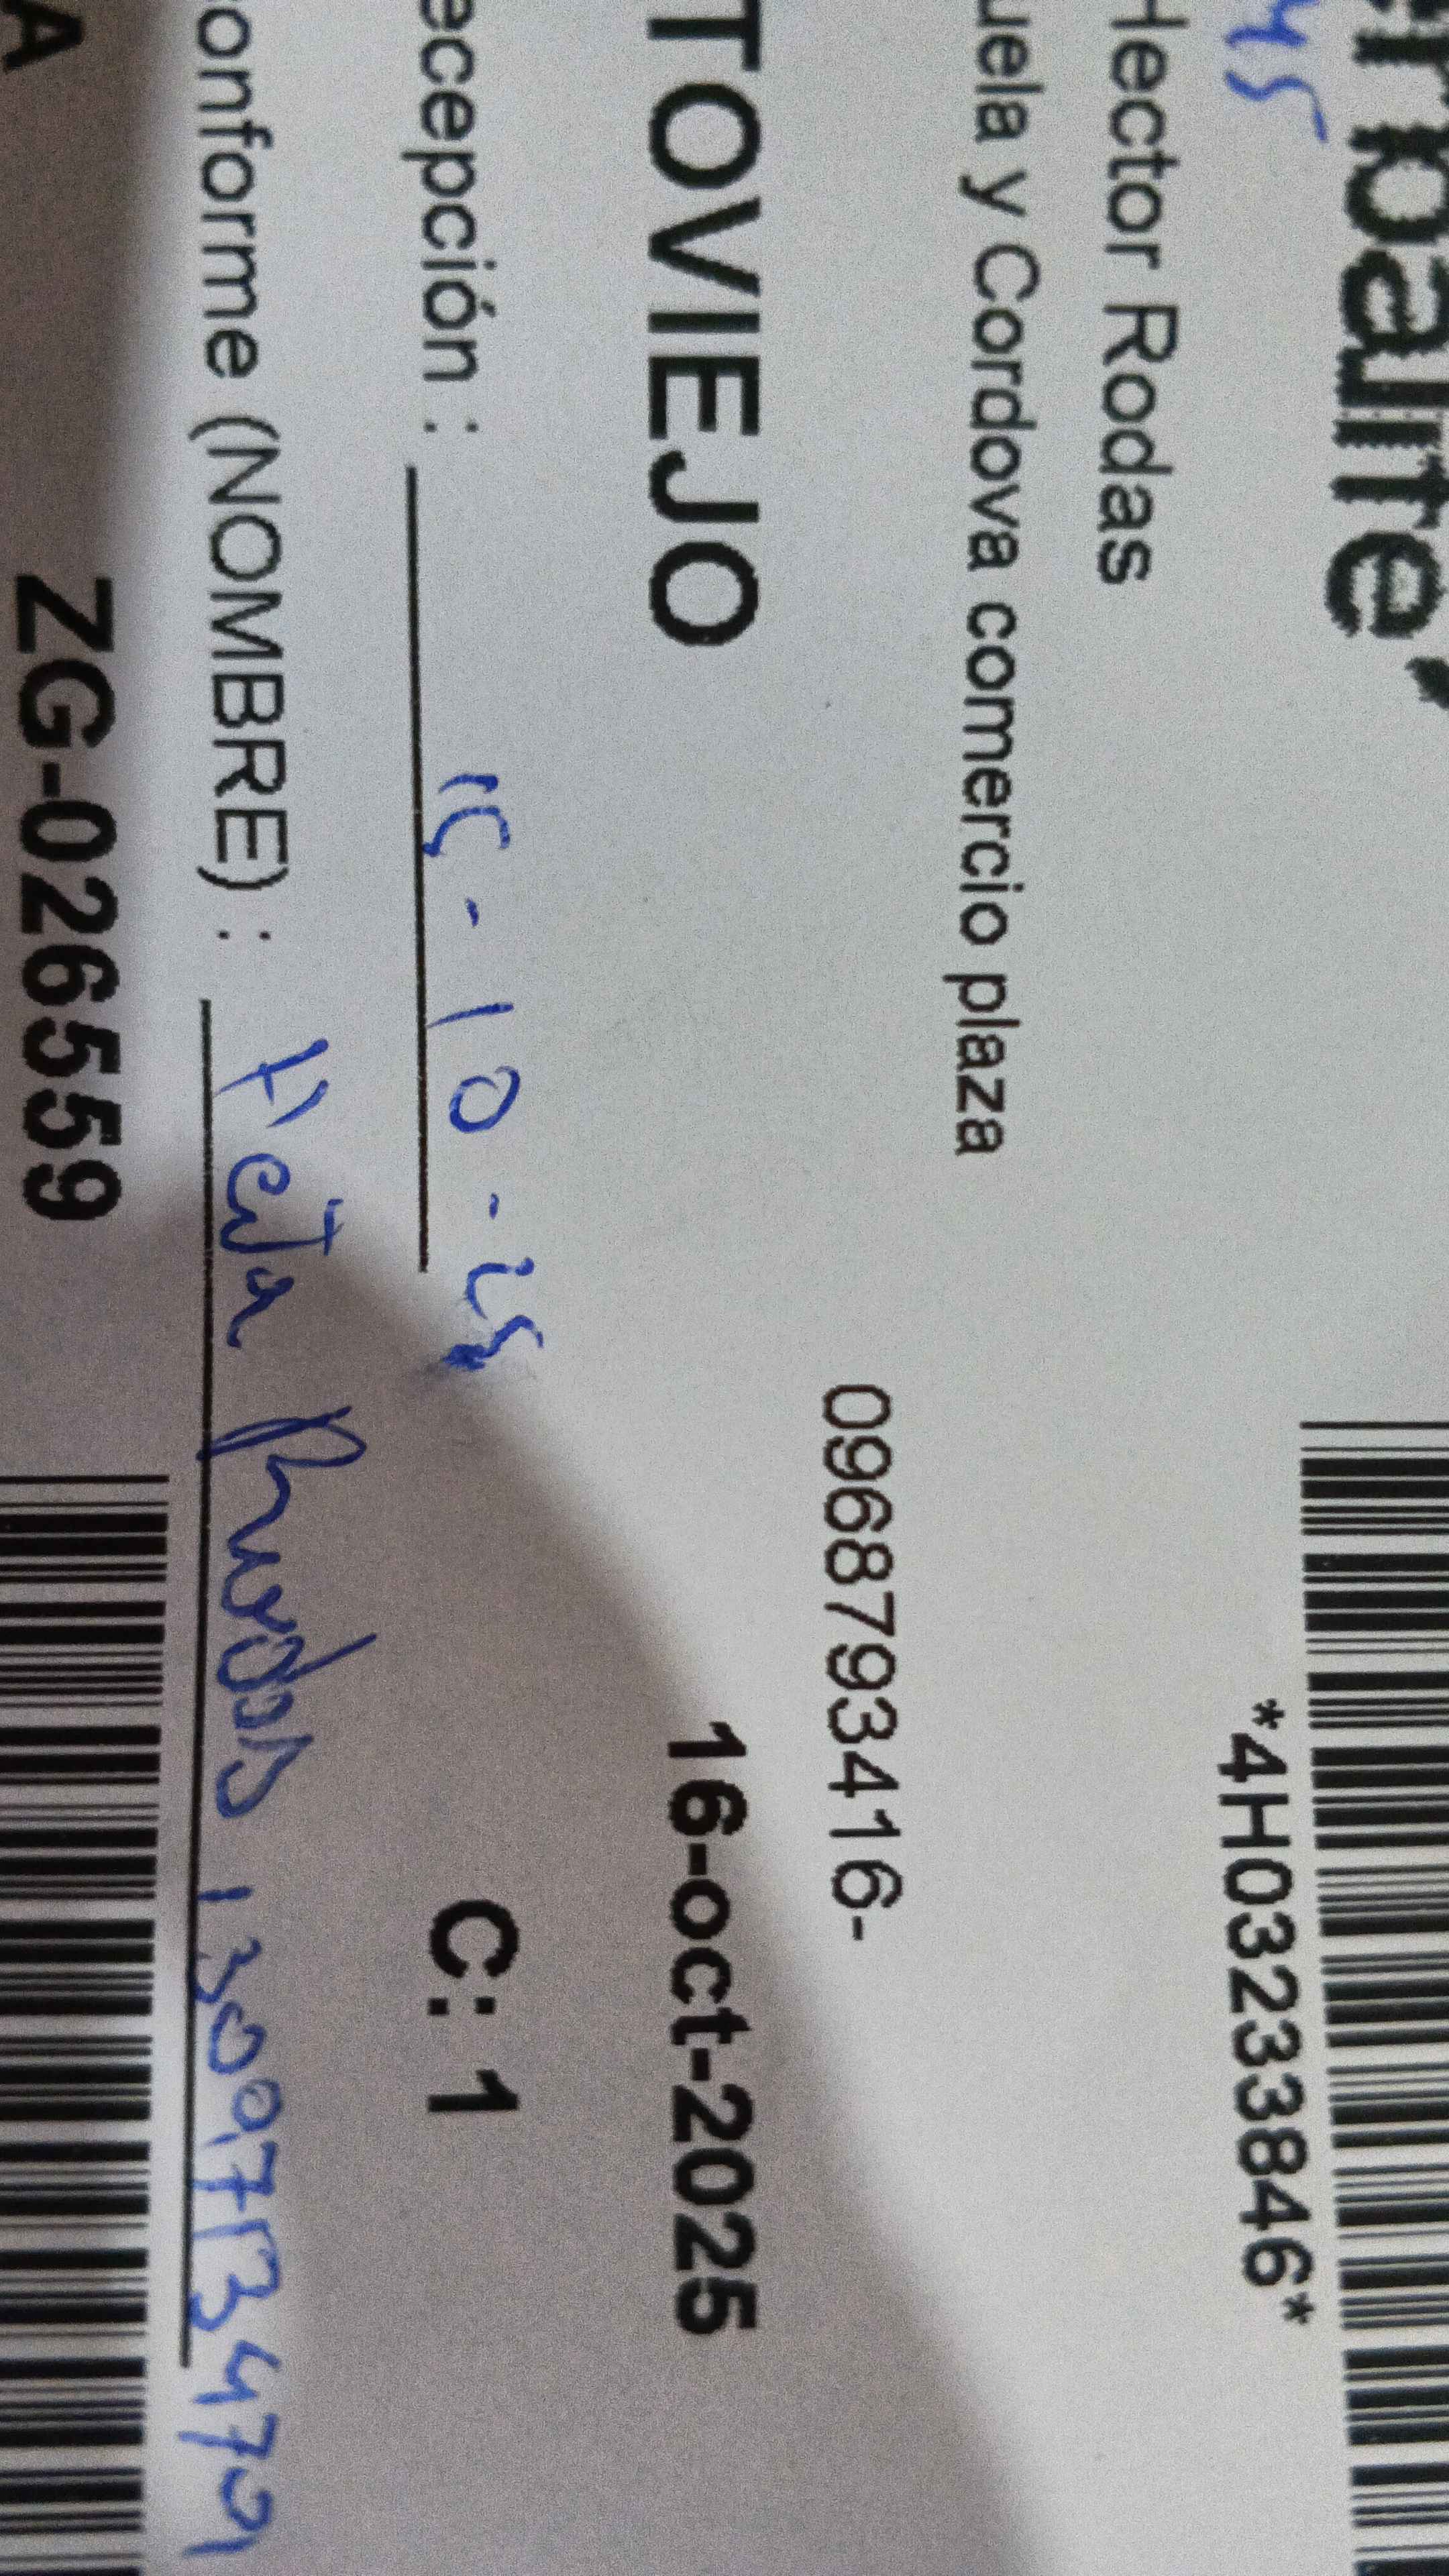 45
*4H03233846*
Hector Rodas
uela y Cordova comercio plaza
0968793416-
TOVIEJO 16-oct-2025
ecepción : 15-10-25 C: 1
onforme (NOMBRE) : 1309713479
A ZG-026559